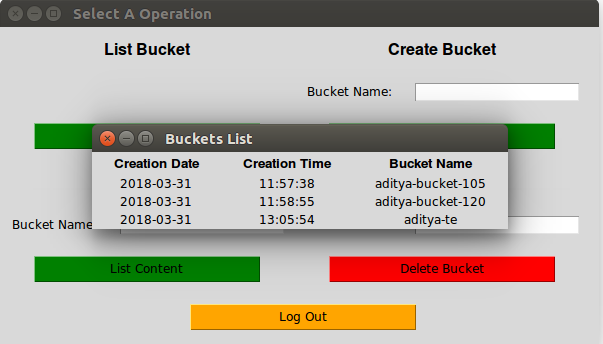 Select A Operation
List Bucket Create Bucket
Bucket Name:
Buckets List
Creation Date Creation Time Bucket Name
2018-03-31 11:57:38 aditya-bucket-105
2018-03-31 11:58:55 aditya-bucket-120
2018-03-31 13:05:54 aditya-te
Bucket Name
List Content Delete Bucket
Log Out